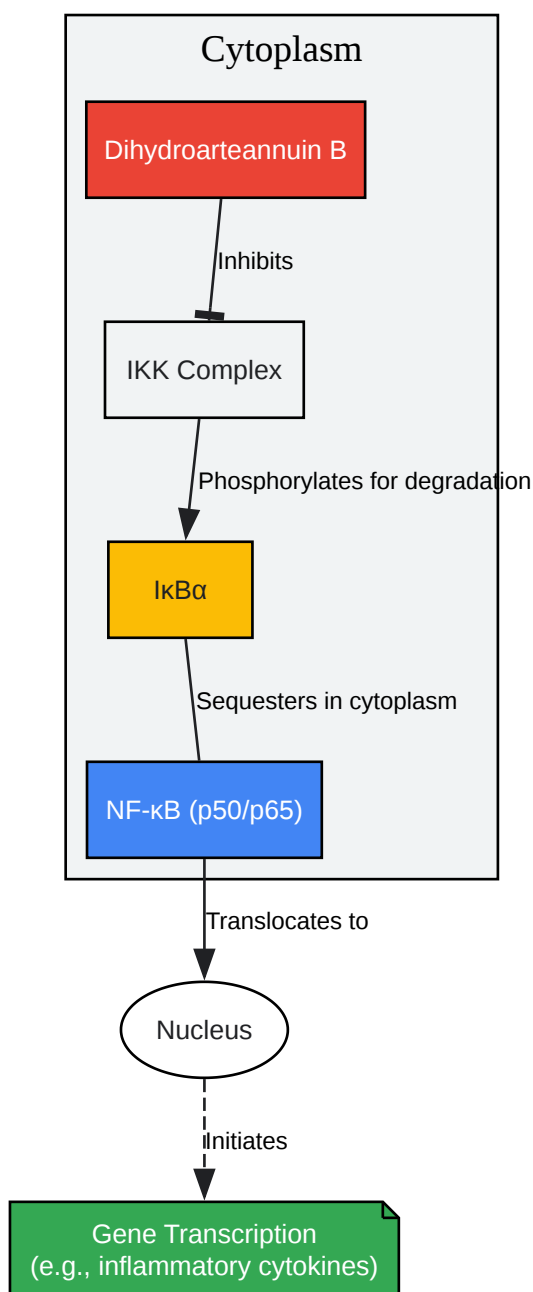 Cytoplasm
Dihydroarteannuin B
Inhibits
IKK Complex
Phosphorylates for degradation
IκBα
Sequesters in cytoplasm
NF-κB (p50/p65)
Translocates to
Nucleus
Initiates
Gene Transcription
(e.g., inflammatory cytokines)